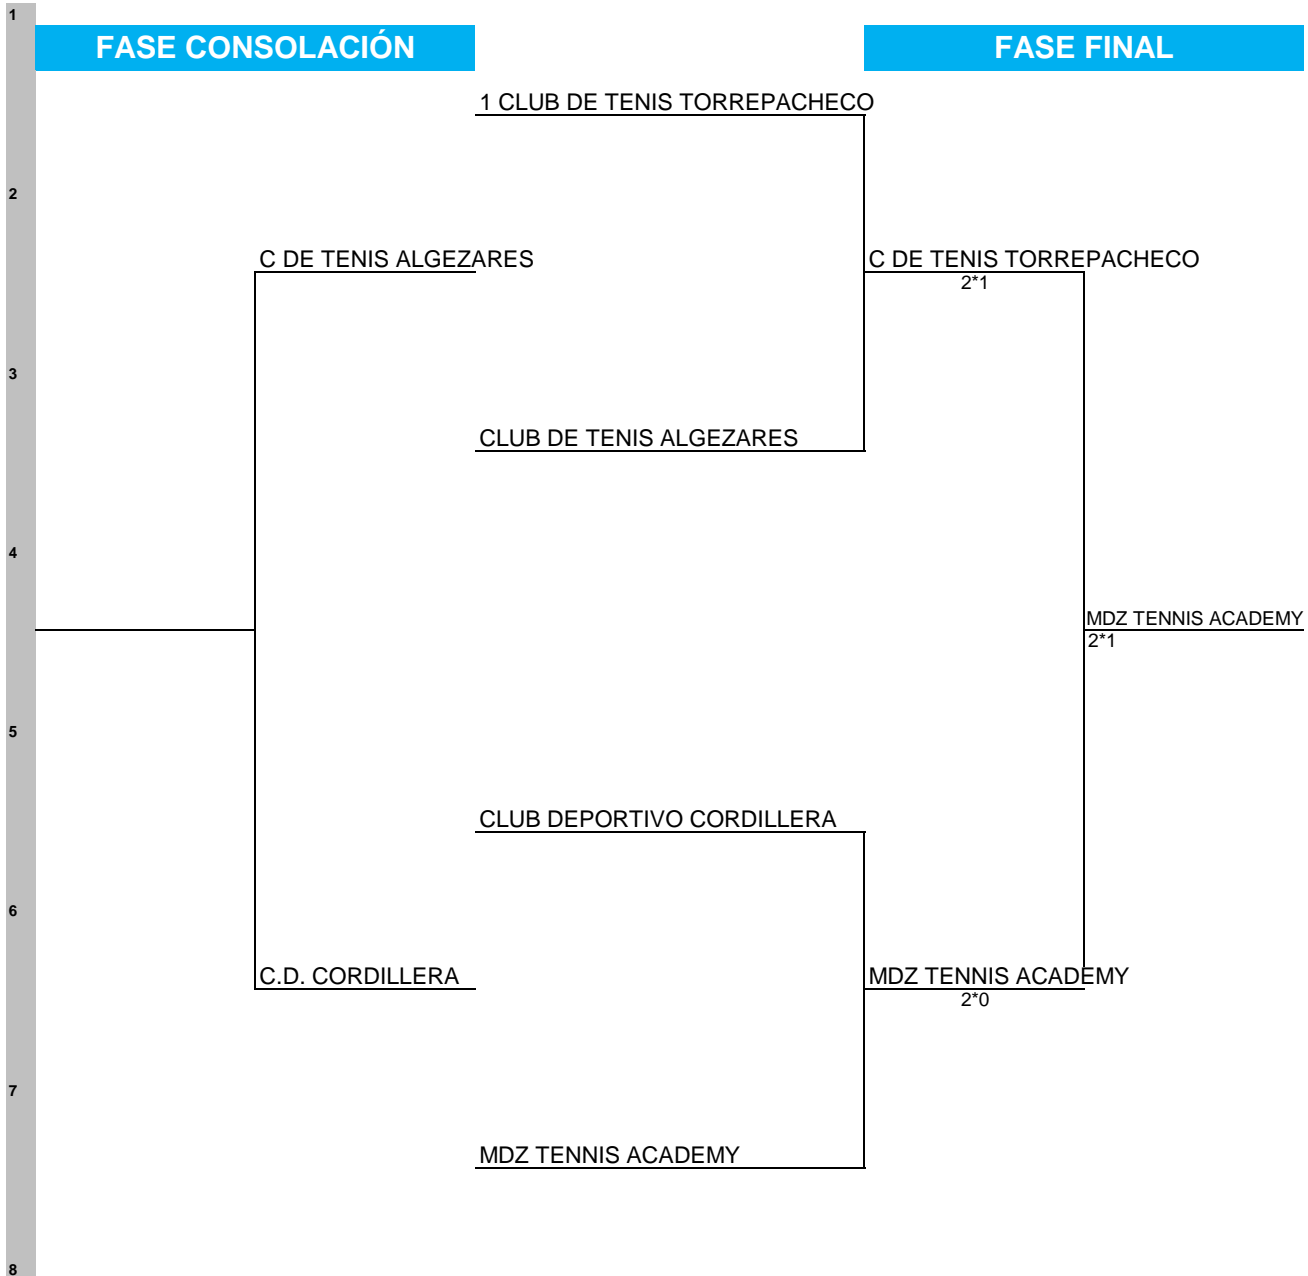 1
FASE CONSOLACIÓN
FASE FINAL
1 CLUB DE TENIS TORREPACHECO
2
C DE TENIS ALGEZARES
C DE TENIS TORREPACHECO
2*1
3
CLUB DE TENIS ALGEZARES
4
MDZ TENNIS ACADEMY
2*1
5
CLUB DEPORTIVO CORDILLERA
6
C.D. CORDILLERA
MDZ TENNIS ACADEMY
2*0
7
MDZ TENNIS ACADEMY
8